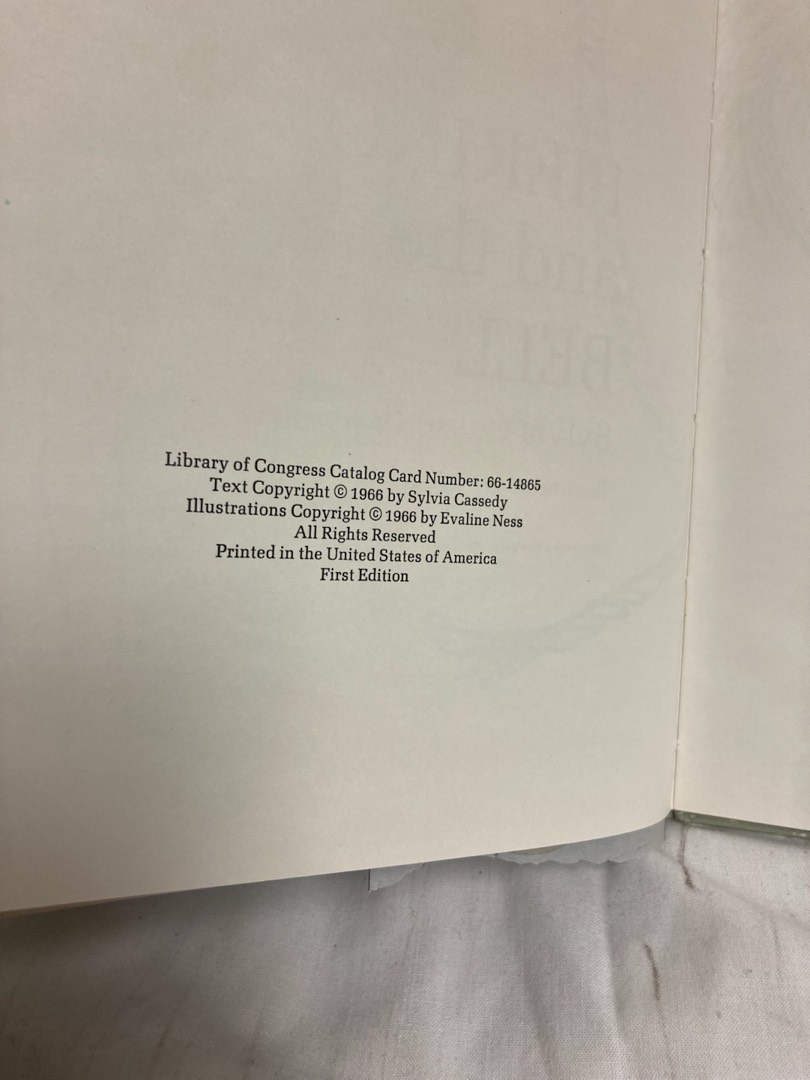 Library of Congress Catalog Card Number: 66-14865
Text Copyright © 1966 by Sylvia Cassedy
Illustrations Copyright © 1966 by Evaline Ness
All Rights Reserved
Printed in the United States of America
First Edition